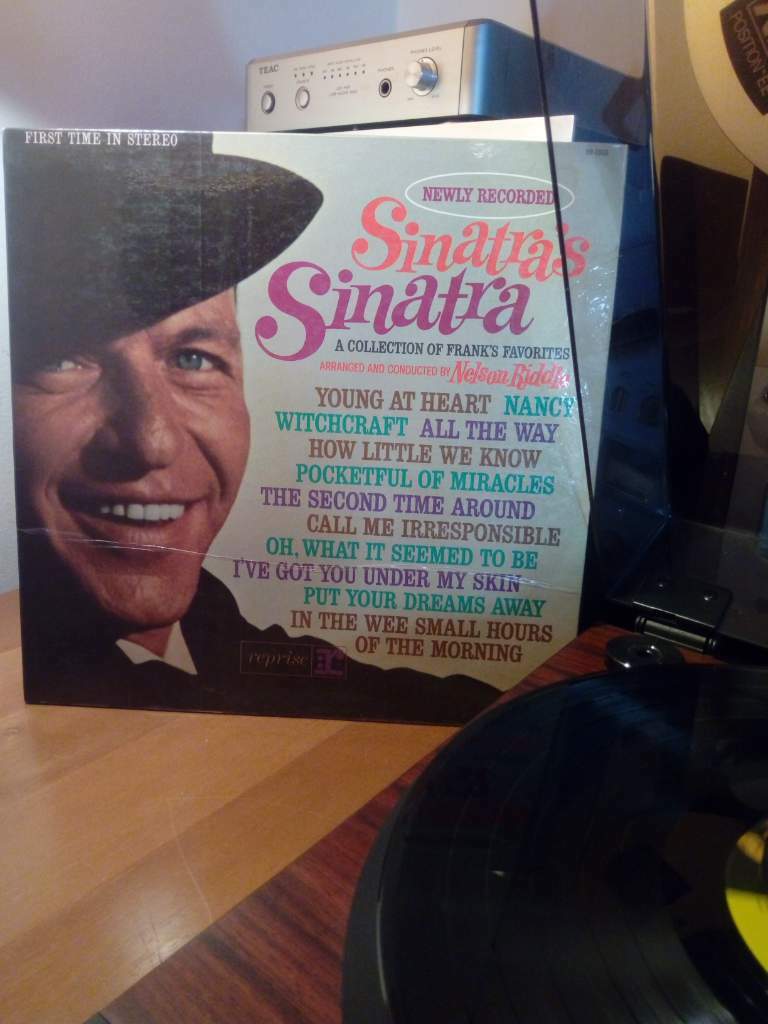 TEAC
FIRST TIME IN STEREO
NEWLY RECORDED
Sinatra's
Sinatra
A COLLECTION OF FRANK'S FAVORITES
ARRANGED AND CONDUCTED BY Nelson Riddle
YOUNG AT HEART NANCY
WITCHCRAFT ALL THE WAY
HOW LITTLE WE KNOW
POCKETFUL OF MIRACLES
THE SECOND TIME AROUND
CALL ME IRRESPONSIBLE
OH, WHAT IT SEEMED TO BE
I'VE GOT YOU UNDER MY SKIN
PUT YOUR DREAMS AWAY
IN THE WEE SMALL HOURS
OF THE MORNING
reprise
POSITION